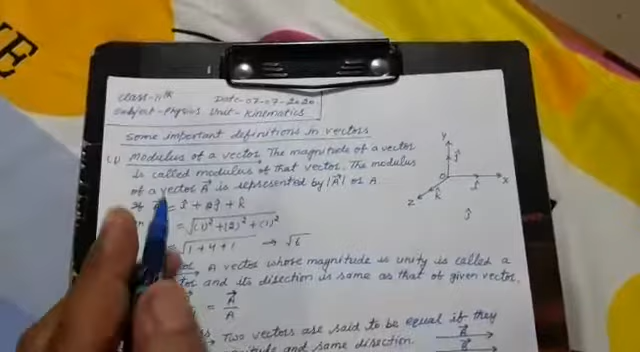 Class-11th Date-07-07-2020
Subject-Physics Unit-Kinematics
Some important definitions in vectors
(1) Modulus of a vector The magnitude of a vector
is called modulus of that vector. The modulus
of a vector A⃗ is represented by |A⃗| or A
If = î + 2ĵ + k̂
= √(1)²+(2)²+(1)²
= √1+4+1 → √6
A vector whose magnitude is unity is called a
and its direction is same as that of given vector.
= A⃗/A
Two vectors are said to be equal if they
and same direction.
Y
ĵ
O
î
X
k̂
Z
ĵ
A⃗
B⃗